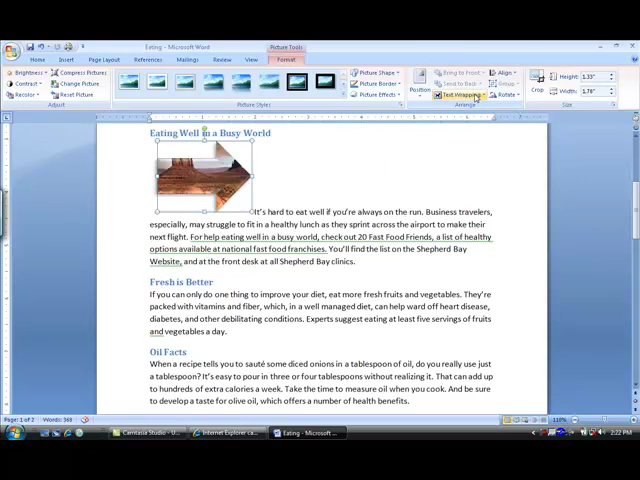 Eating - Microsoft Word
Picture Tools
Home Insert Page Layout References Mailings Review View Format
Brightness Compress Pictures
Contrast Change Picture
Recolor Reset Picture
Adjust
Picture Styles
Picture Shape
Picture Border
Picture Effects
Position
Bring to Front
Send to Back
Text Wrapping
Align
Group
Rotate
Arrange
Crop
Height: 1.33"
Width: 1.78"
Size
Eating Well in a Busy World
It's hard to eat well if you're always on the run. Business travelers,
especially, may struggle to fit in a healthy lunch as they sprint across the airport to make their
next flight. For help eating well in a busy world, check out 20 Fast Food Friends, a list of healthy
options available at national fast food franchises. You'll find the list on the Shepherd Bay
Website, and at the front desk at all Shepherd Bay clinics.
Fresh is Better
If you can only do one thing to improve your diet, eat more fresh fruits and vegetables. They're
packed with vitamins and fiber, which, in a well managed diet, can help ward off heart disease,
diabetes, and other debilitating conditions. Experts suggest eating at least five servings of fruits
and vegetables a day.
Oil Facts
When a recipe tells you to sauté some diced onions in a tablespoon of oil, do you really use just
a tablespoon? It's easy to pour in three or four tablespoons without realizing it. That can add up
to hundreds of extra calories a week. Take the time to measure oil when you cook. And be sure
to develop a taste for olive oil, which offers a number of health benefits.
Page: 1 of 2 Words: 368
110%
Camtasia Studio - U...
Internet Explorer ca...
Eating - Microsoft ...
2:22 PM